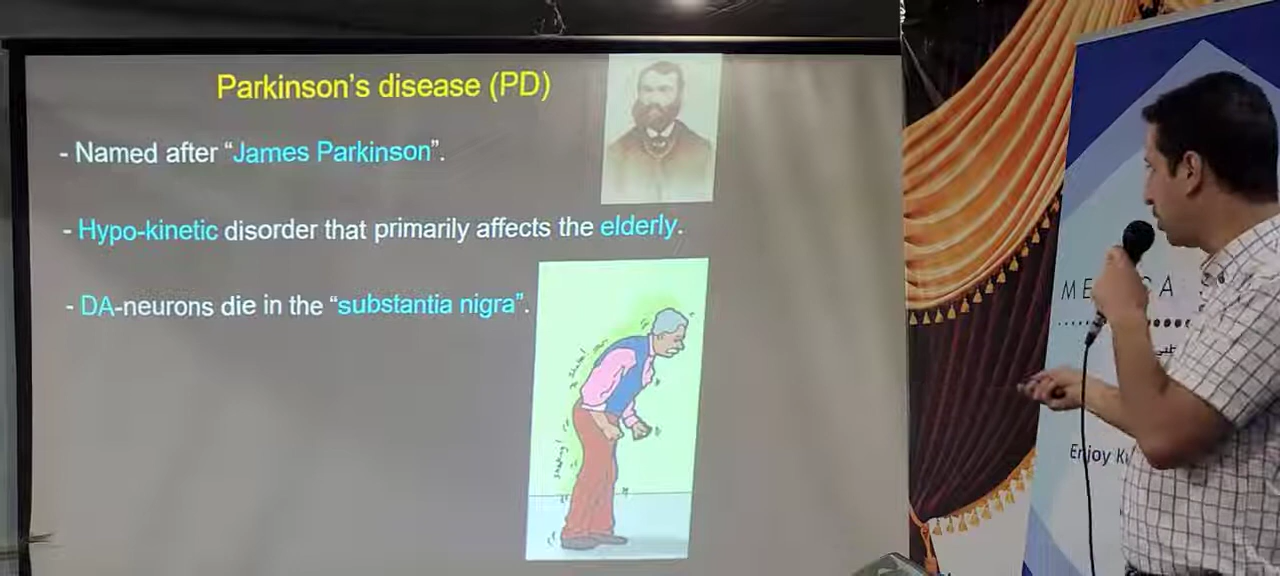 Parkinson's disease (PD)
- Named after “James Parkinson”.
- Hypo-kinetic disorder that primarily affects the elderly.
- DA-neurons die in the “substantia nigra”.
Enjoy